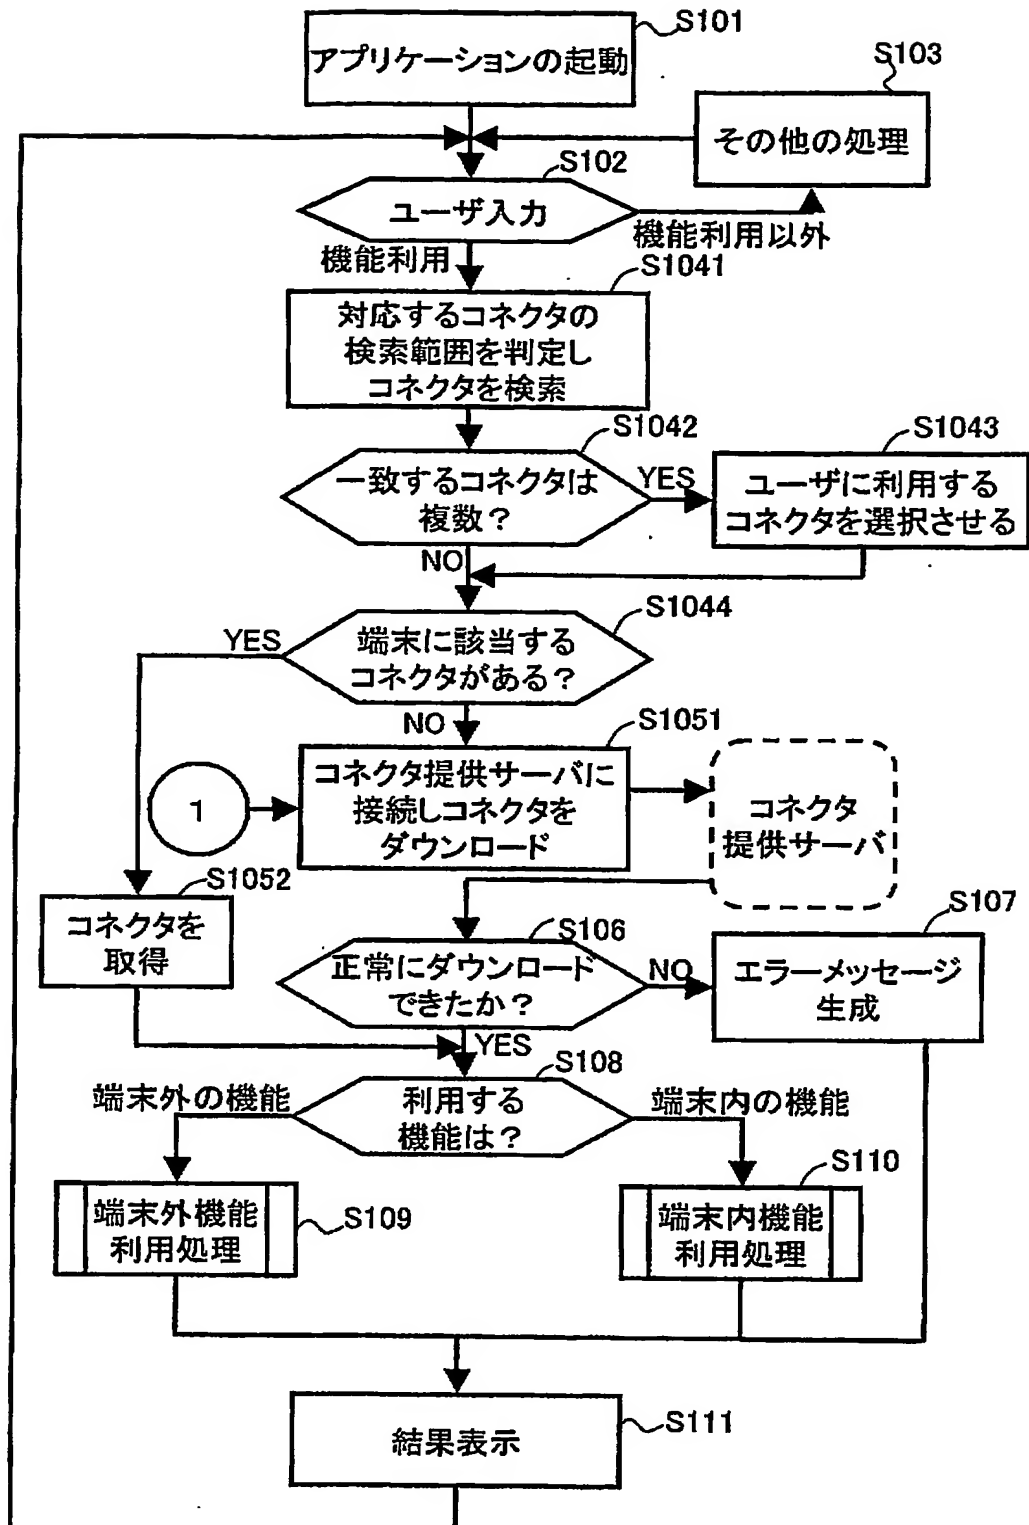 S101
アプリケーションの起動
S103
その他の処理
S102
ユーザ入力
機能利用以外
機能利用
S1041
対応するコネクタの
検索範囲を判定し
コネクタを検索
S1042
一致するコネクタは
複数?
YES
S1043
ユーザに利用する
コネクタを選択させる
NO
S1044
YES
端末に該当する
コネクタがある?
NO
S1051
1
コネクタ提供サーバに
接続しコネクタを
ダウンロード
コネクタ
提供サーバ
S1052
コネクタを
取得
S106
正常にダウンロード
できたか?
NO
S107
エラーメッセージ
生成
YES
S108
端末外の機能
利用する
機能は?
端末内の機能
端末外機能
利用処理
S109
S110
端末内機能
利用処理
結果表示
S111